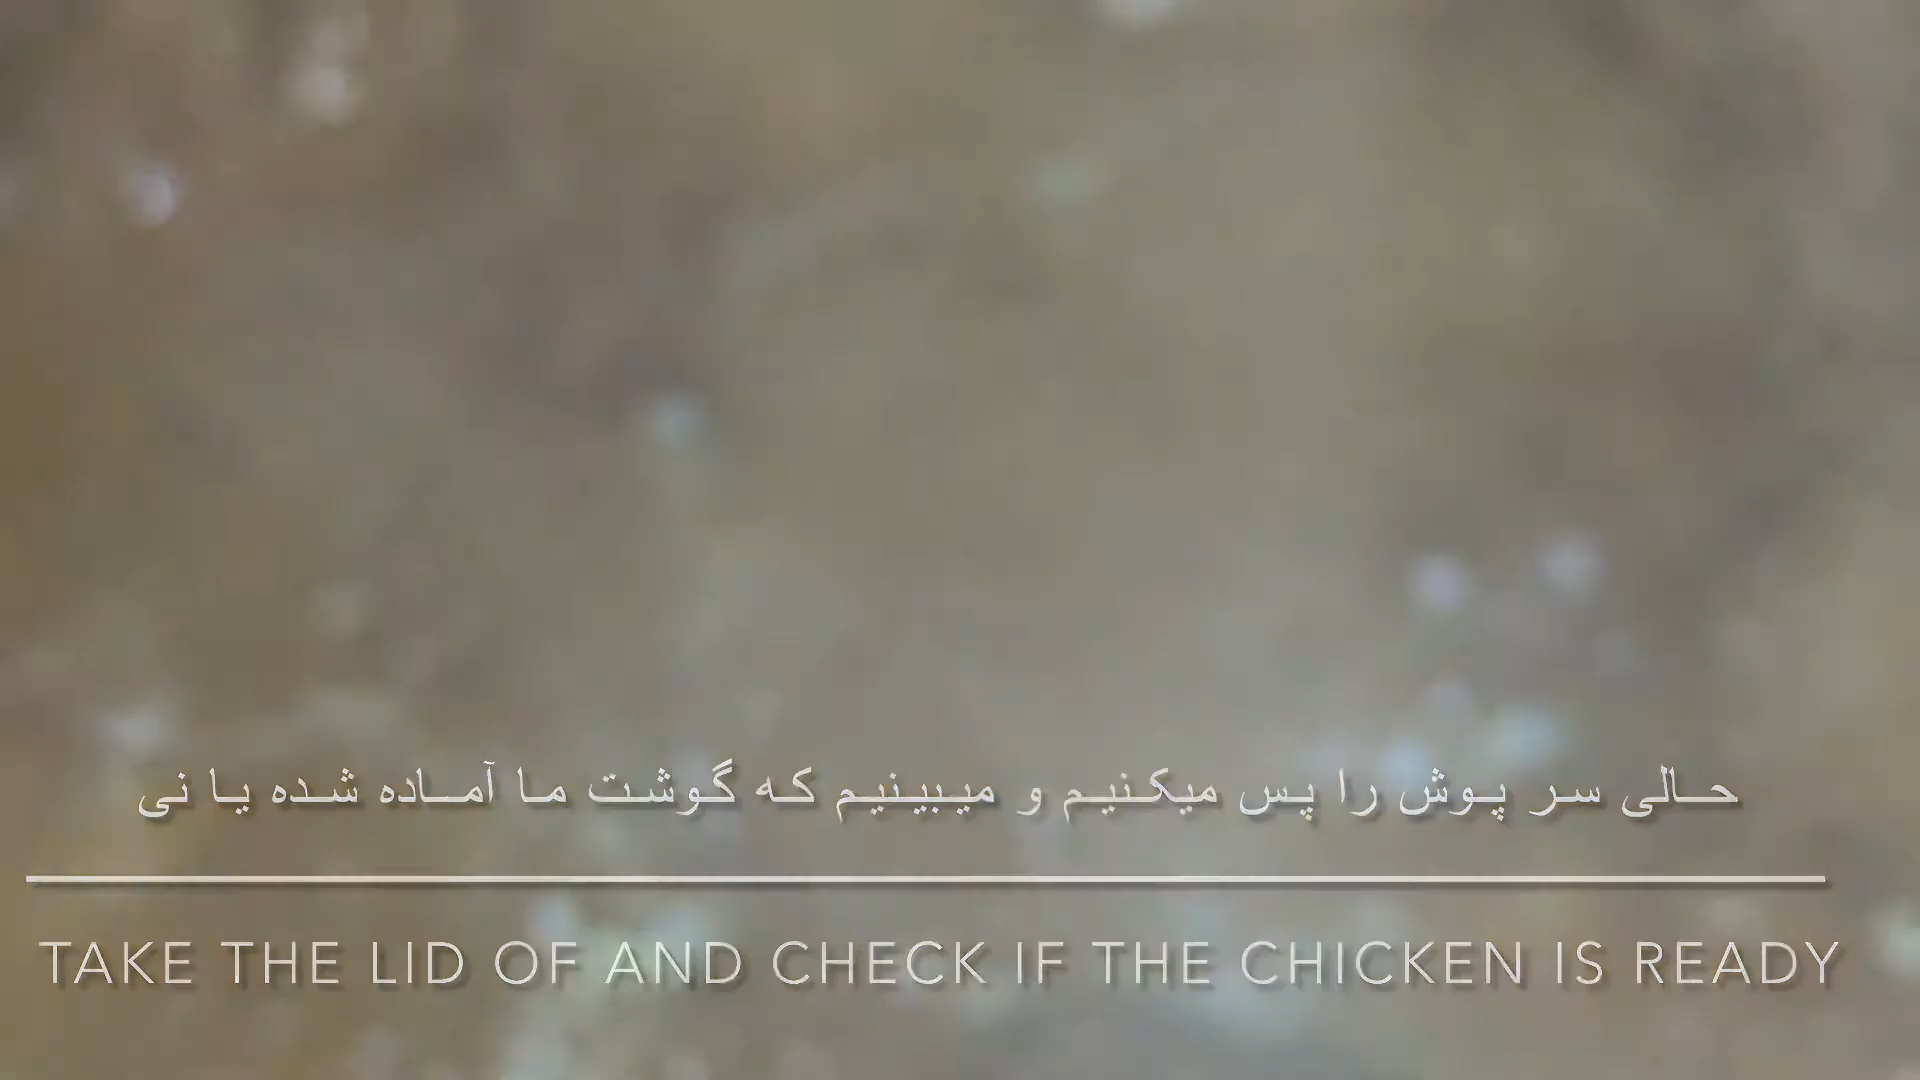 حالی سر پوش را پس میکنیم و میبینیم که گوشت ما آماده شده یا نی
TAKE THE LID OF AND CHECK IF THE CHICKEN IS READY